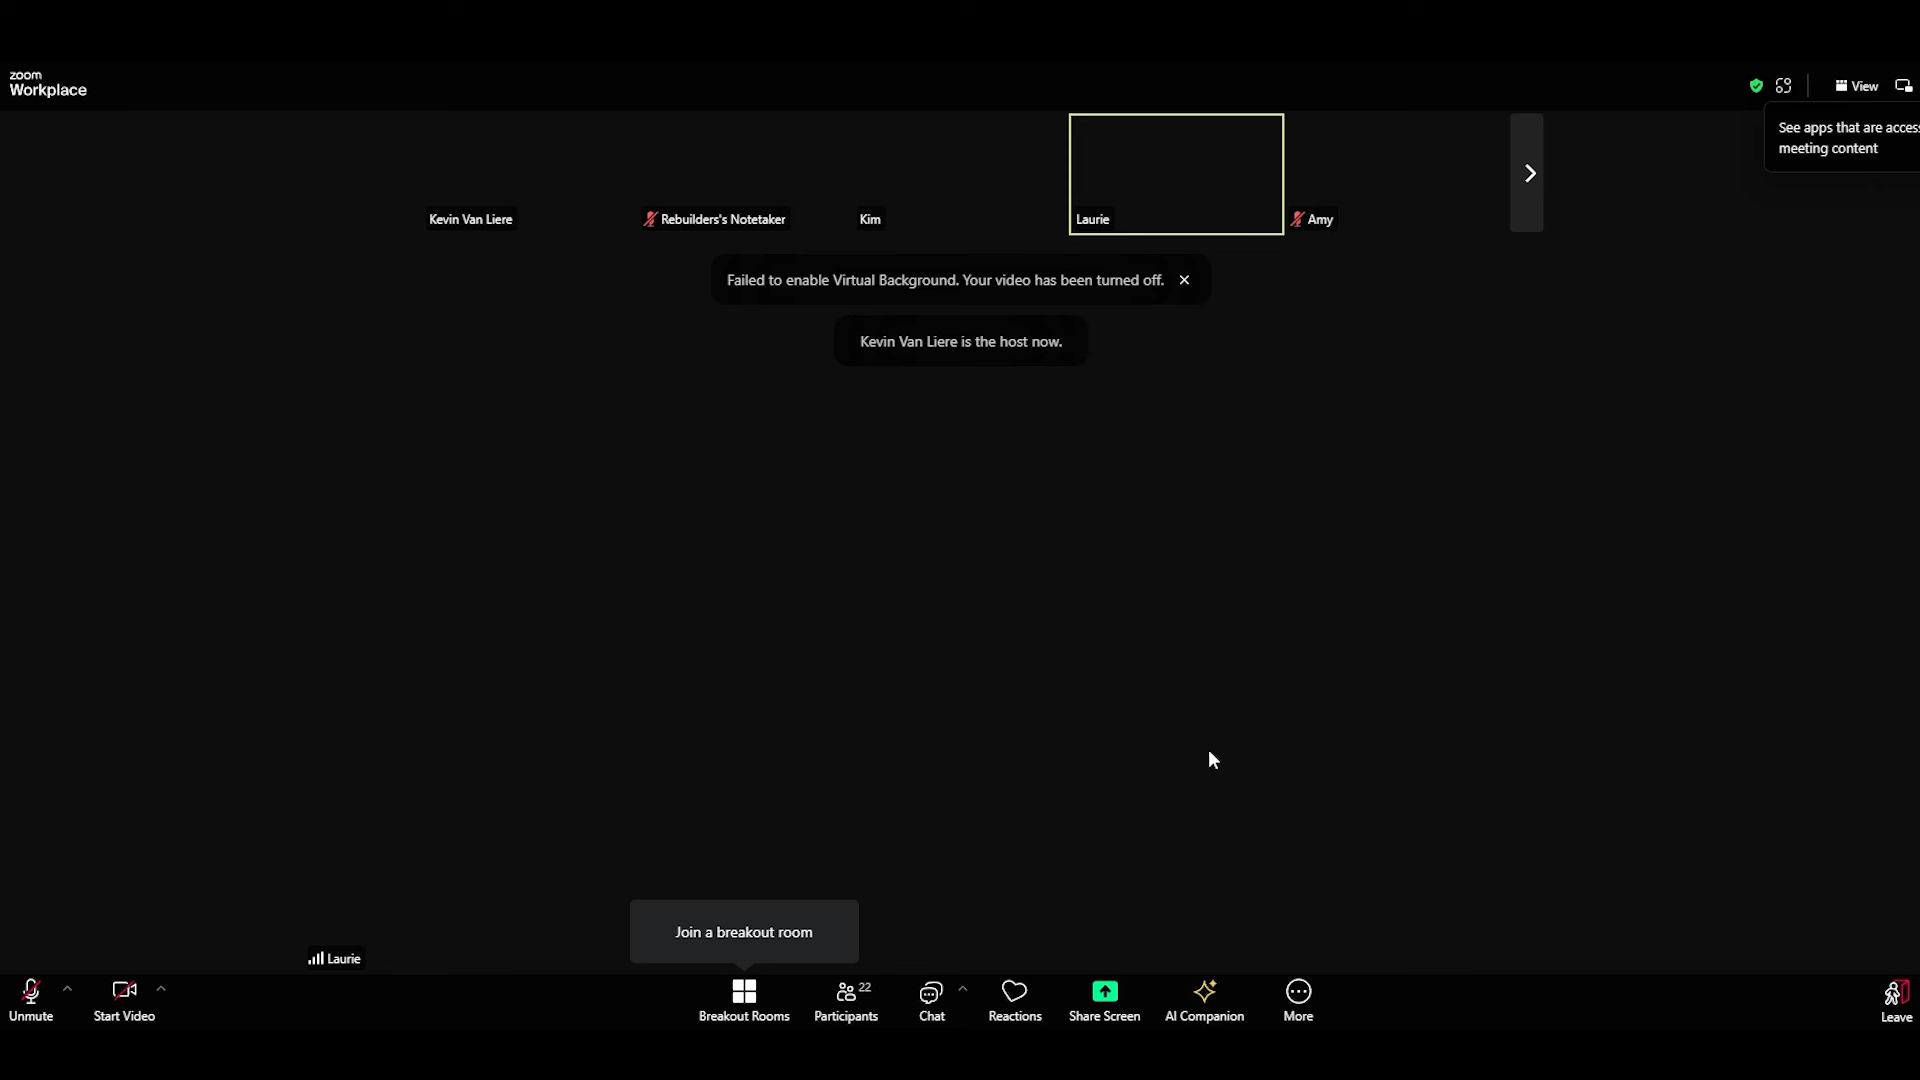 zoom
Workplace
View
See apps that are access
meeting content
Kevin Van Liere
Rebuilders's Notetaker
Kim
Laurie
Amy
Failed to enable Virtual Background. Your video has been turned off.
Kevin Van Liere is the host now.
Join a breakout room
Laurie
22
Unmute
Start Video
Breakout Rooms
Participants
Chat
Reactions
Share Screen
AI Companion
More
Leave